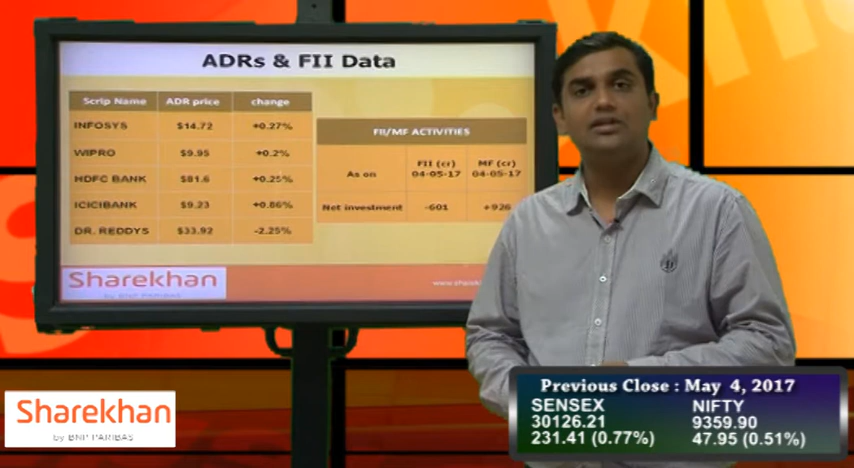 ADRs & FII Data
Scrip Name ADR price change
INFOSYS $14.72 +0.27%
WIPRO $9.95 +0.2%
HDFC BANK $81.6 +0.25%
ICICIBANK $9.23 +0.86%
DR. REDDYS $33.92 -2.25%
FII/MF ACTIVITIES
As on FII (cr) 04-05-17 MF (cr) 04-05-17
Net investment -601 +926
Sharekhan
by BNP PARIBAS
Sharekhan
by BNP PARIBAS
Previous Close : May 4, 2017
SENSEX NIFTY
30126.21 9359.90
231.41 (0.77%) 47.95 (0.51%)